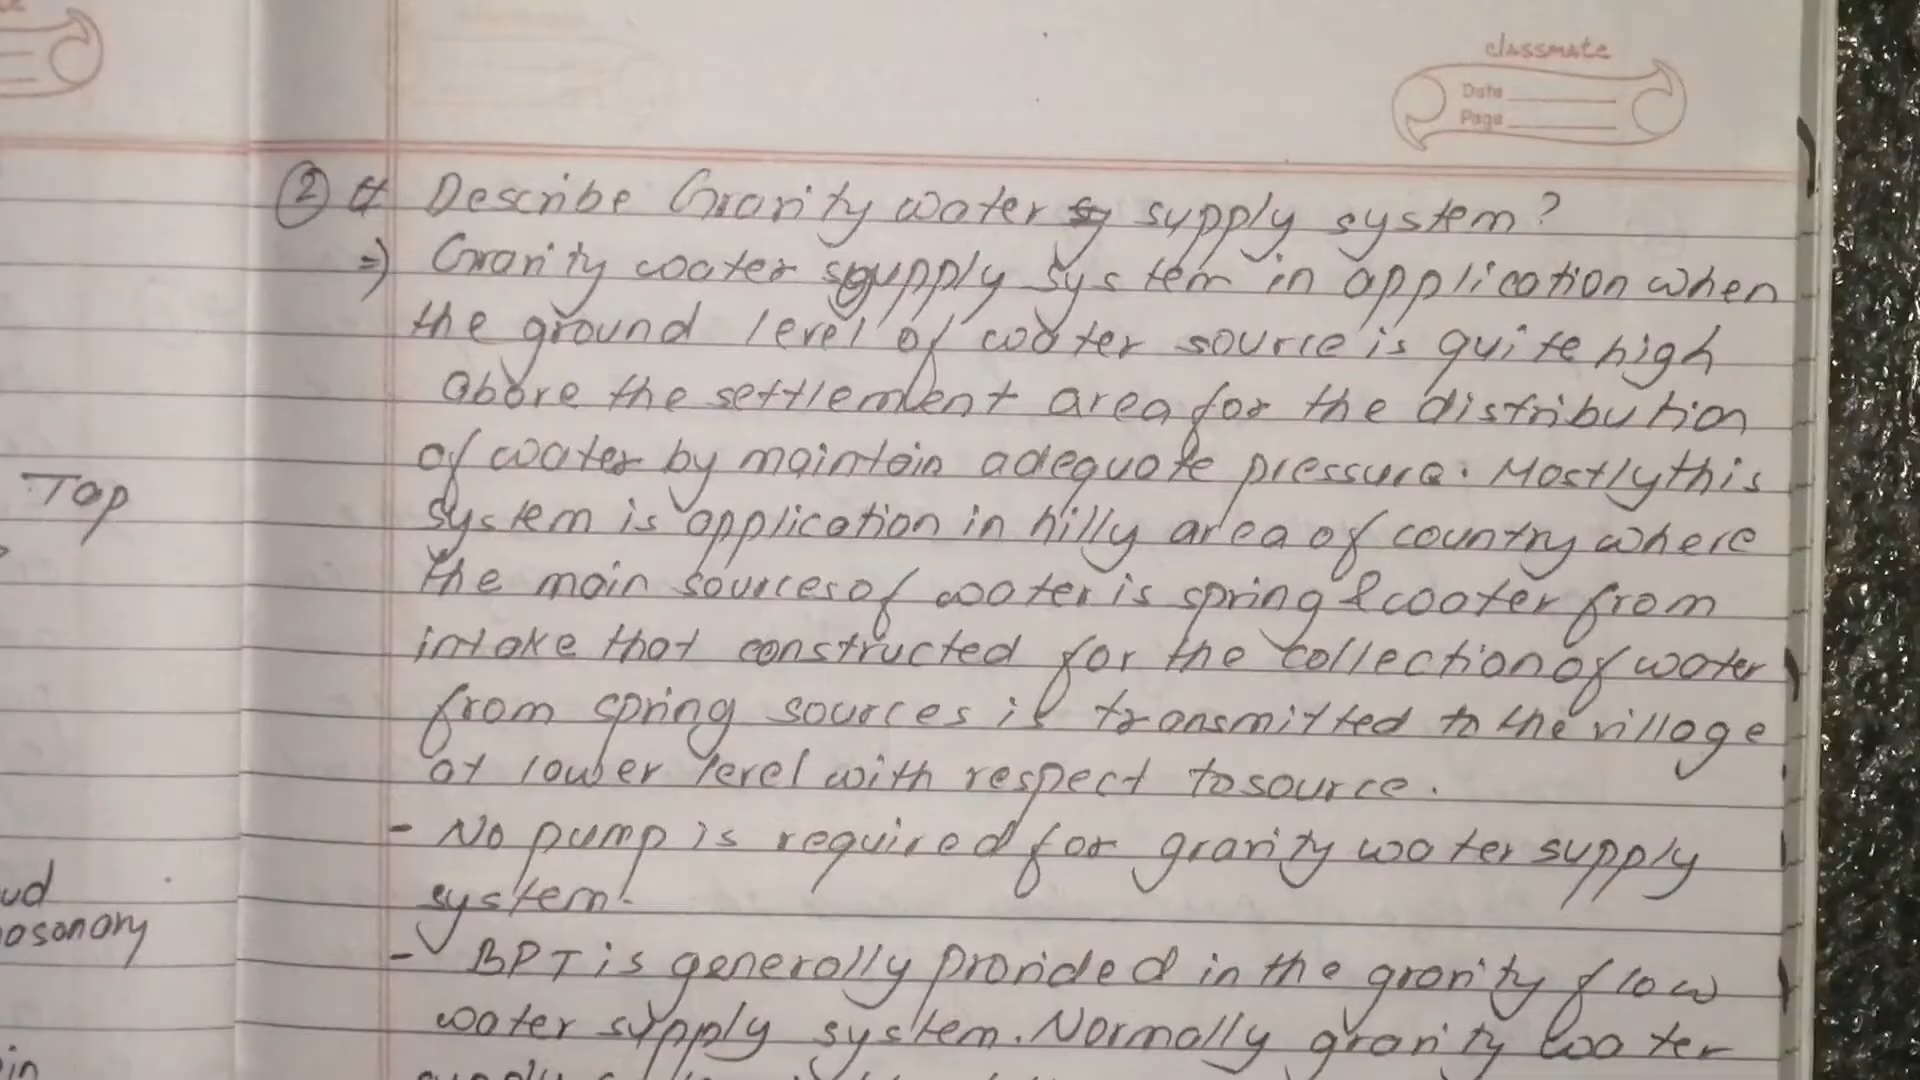 classmate
Date
Page
② # Describe Gravity water supply system?
⇒) Gravity water supply system in application when
the ground level of water source is quite high
above the settlement area for the distribution
of water by maintain adequate pressure. Mostly this
system is application in hilly area of country where
the main sources of water is spring & water from
intake that constructed for the collection of water
from spring sources is transmitted to the village
at lower level with respect to source.
- No pump is required for gravity water supply
system.
- BPT is generally provided in the gravity flow
water supply system. Normally gravity water
Tap